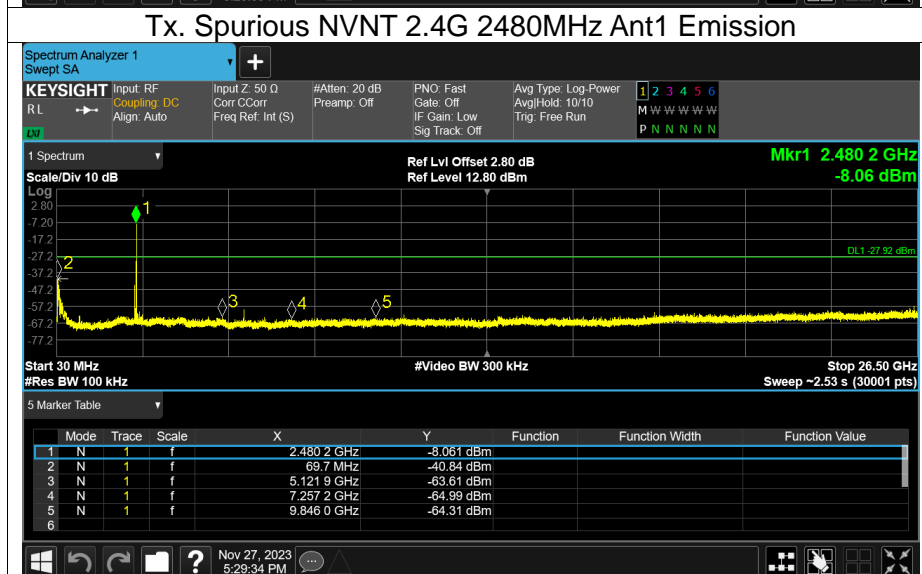 Tx. Spurious NVNT 2.4G 2480MHz Ant1 Emission
Spectrum Analyzer 1
Swept SA
+
KEYSIGHT Input: RF Input Z: 50 Ω #Atten: 20 dB PNO: Fast Avg Type: Log-Power 1 2 3 4 5 6
RL Coupling: DC Corr CCorr Preamp: Off Gate: Off Avg|Hold: 10/10 M W W W W W
Align: Auto Freq Ref: Int (S) IF Gain: Low Trig: Free Run
LXI Sig Track: Off P N N N N N
1 Spectrum Ref Lvl Offset 2.80 dB Mkr1 2.480 2 GHz
Scale/Div 10 dB Ref Level 12.80 dBm -8.06 dBm
Log
2.80
1
-7.20
-17.2
DL1 -27.92 dBm
-27.2
2
-37.2
-47.2
-57.2
3 4 5
-67.2
-77.2
Start 30 MHz #Video BW 300 kHz Stop 26.50 GHz
#Res BW 100 kHz Sweep ~2.53 s (30001 pts)
5 Marker Table
Mode Trace Scale X Y Function Function Width Function Value
1 N 1 f 2.480 2 GHz -8.061 dBm
2 N 1 f 69.7 MHz -40.84 dBm
3 N 1 f 5.121 9 GHz -63.61 dBm
4 N 1 f 7.257 2 GHz -64.99 dBm
5 N 1 f 9.846 0 GHz -64.31 dBm
6
? Nov 27, 2023
5:29:34 PM